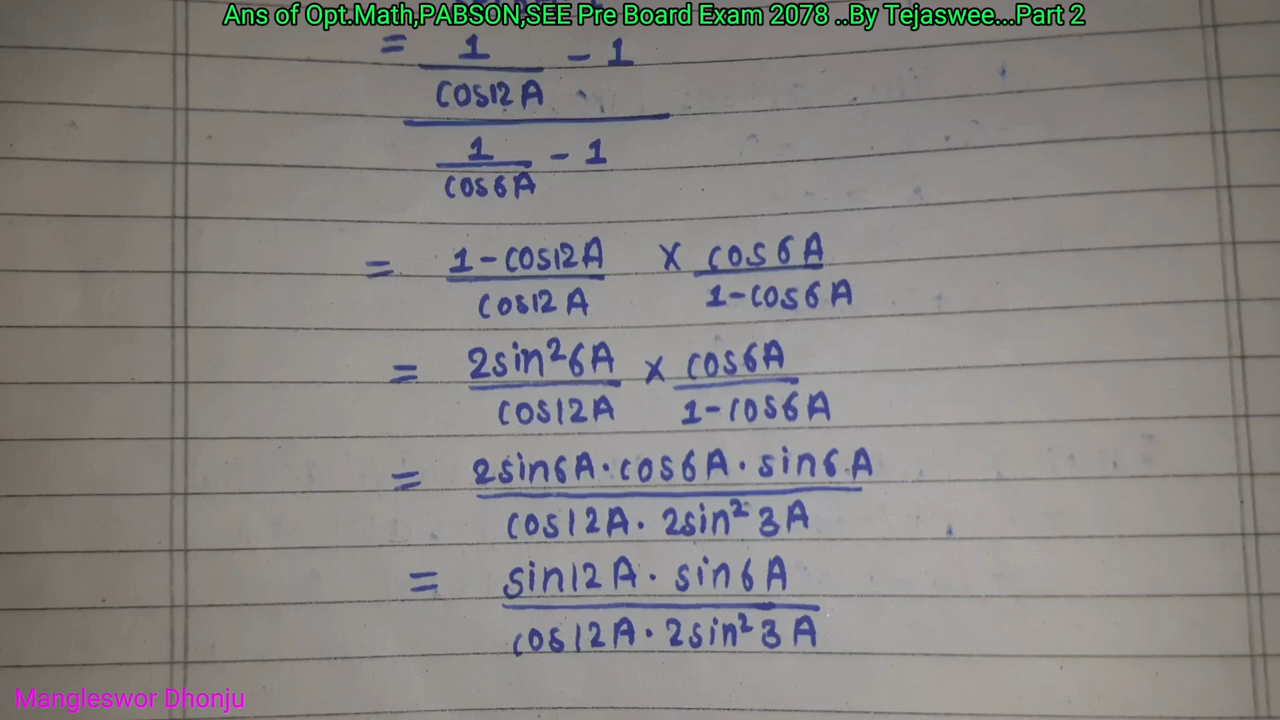 Ans of Opt.Math,PABSON,SEE Pre Board Exam 2078 ..By Tejaswee...Part 2
= 1 - 1
cos12A
1 - 1
cos6A
= 1-cos12A × cos6A
cos12A 1-cos6A
= 2sin²6A × cos6A
cos12A 1-cos6A
= 2sin6A·cos6A·sin6A
cos12A·2sin²3A
= sin12A·sin6A
cos12A·2sin²3A
Mangleswor Dhonju